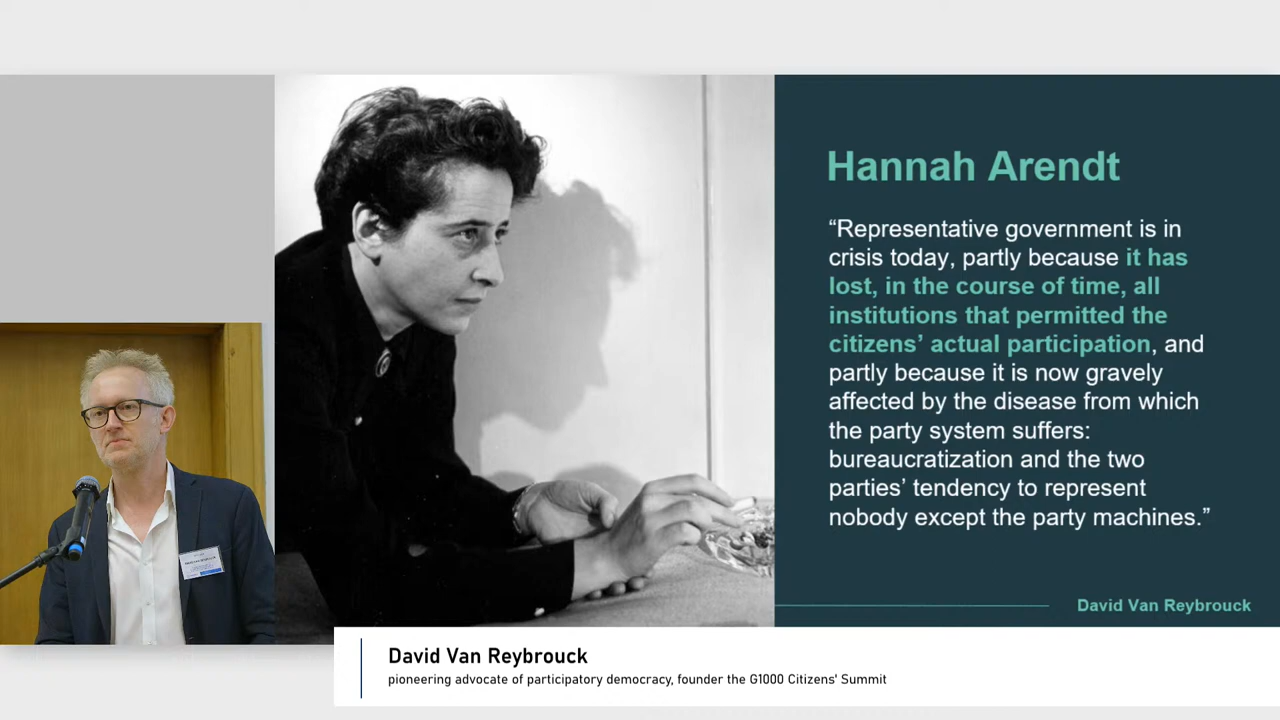 Hannah Arendt
“Representative government is in
crisis today, partly because it has
lost, in the course of time, all
institutions that permitted the
citizens’ actual participation, and
partly because it is now gravely
affected by the disease from which
the party system suffers:
bureaucratization and the two
parties’ tendency to represent
nobody except the party machines.”
David Van Reybrouck
David Van Reybrouck
pioneering advocate of participatory democracy, founder the G1000 Citizens' Summit